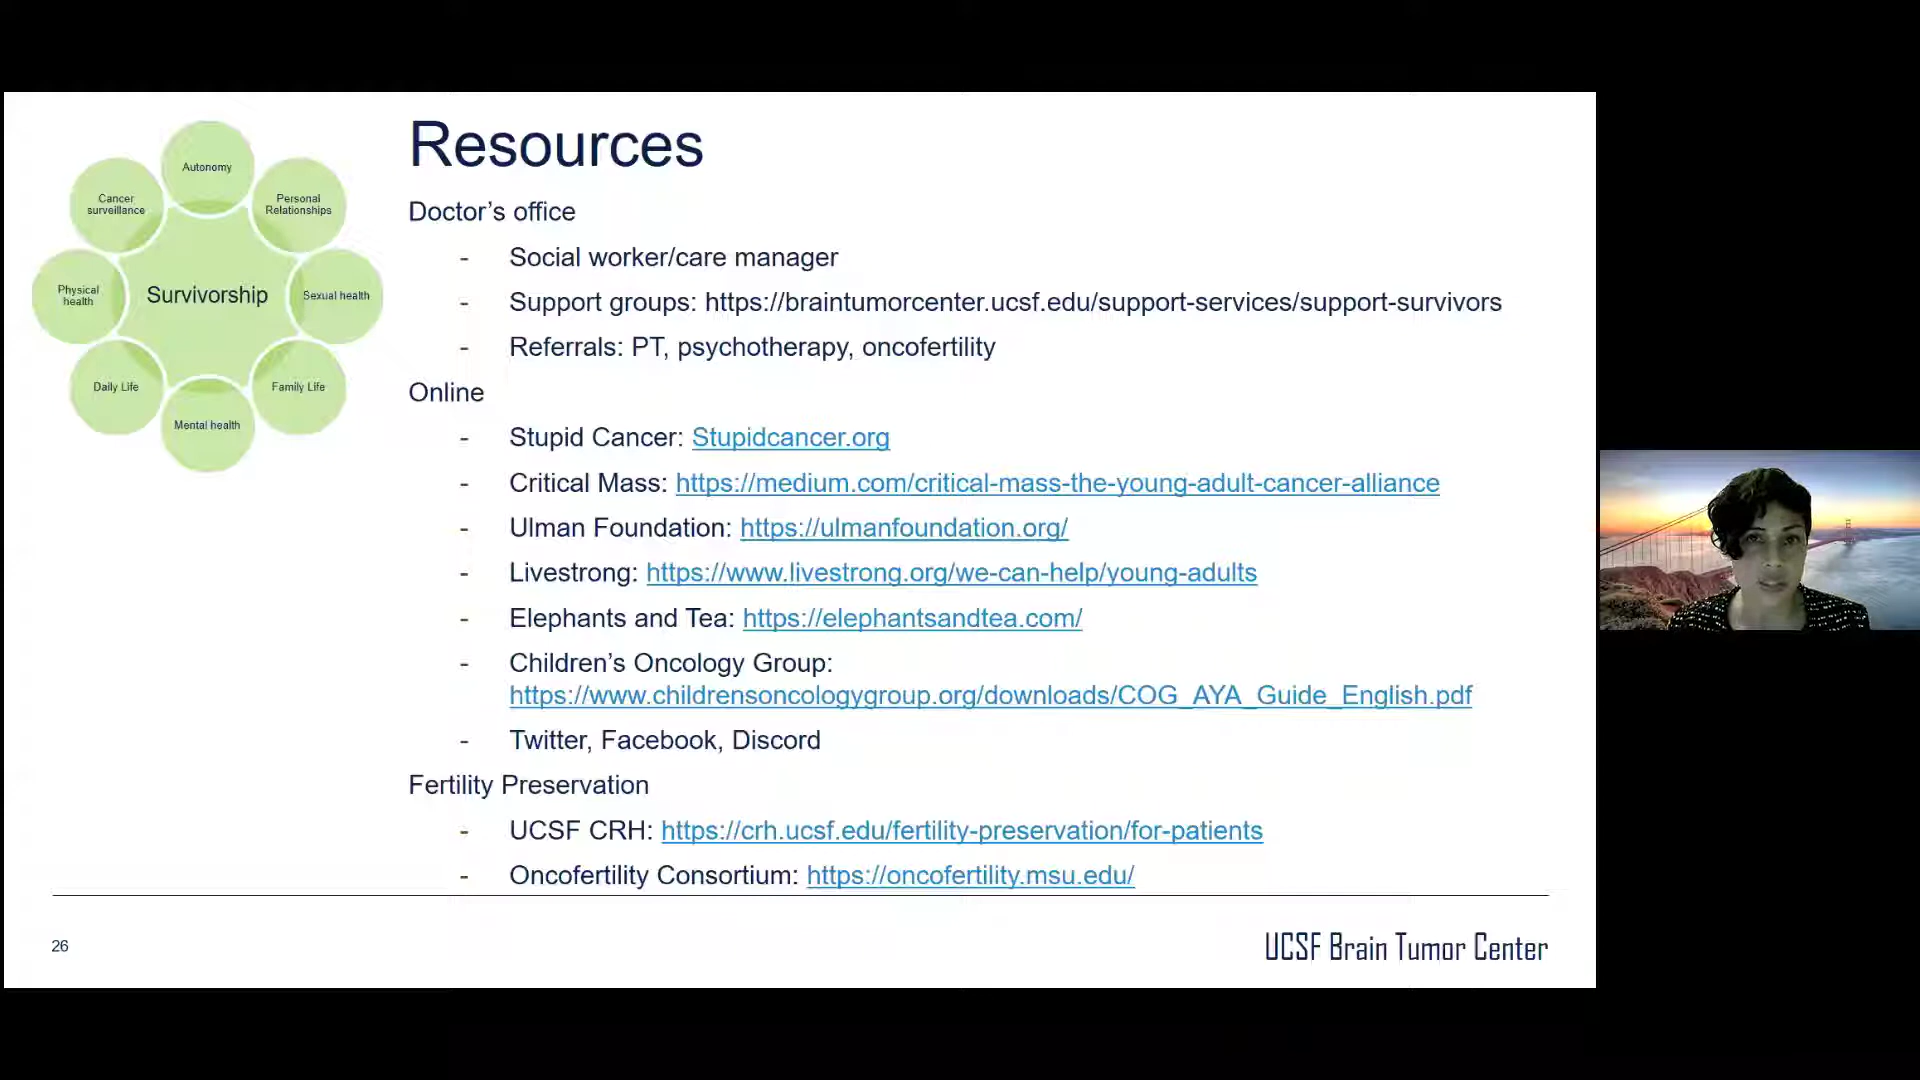 Resources
Autonomy
Cancer
surveillance
Personal
Relationships
Physical
health
Survivorship
Sexual health
Daily Life
Family Life
Mental health
Doctor’s office
- Social worker/care manager
- Support groups: https://braintumorcenter.ucsf.edu/support-services/support-survivors
- Referrals: PT, psychotherapy, oncofertility
Online
- Stupid Cancer: Stupidcancer.org
- Critical Mass: https://medium.com/critical-mass-the-young-adult-cancer-alliance
- Ulman Foundation: https://ulmanfoundation.org/
- Livestrong: https://www.livestrong.org/we-can-help/young-adults
- Elephants and Tea: https://elephantsandtea.com/
- Children’s Oncology Group:
https://www.childrensoncologygroup.org/downloads/COG_AYA_Guide_English.pdf
- Twitter, Facebook, Discord
Fertility Preservation
- UCSF CRH: https://crh.ucsf.edu/fertility-preservation/for-patients
- Oncofertility Consortium: https://oncofertility.msu.edu/
26
UCSF Brain Tumor Center